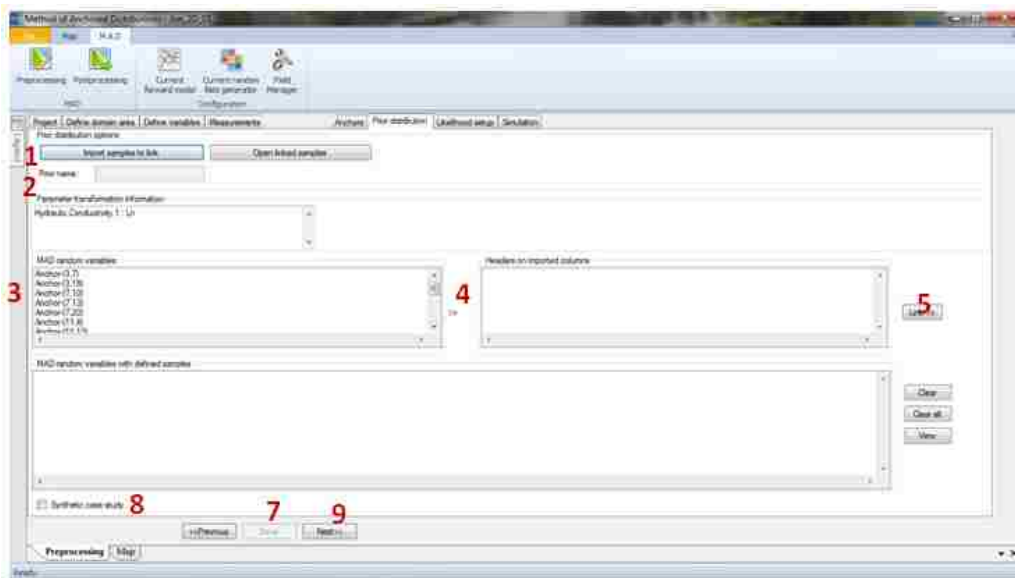 Method of Anchored Distributions
Map M.A.D
Preprocessing Postprocessing Current forward model Current random field generator Field Manager
MAD Configuration
Project Define domain area Define variables Measurements Anchors Prior distribution Likelihood setup Simulation
Legend
Prior distribution options
1 Import samples to link Open linked samples
Prior name:
2
Parameter transformation information
Hydraulic Conductivity 1 : Ln
MAD random variables Headers on imported columns
Anchor (3,7)
Anchor (3,18)
Anchor (7,10)
Anchor (7,13)
Anchor (7,20)
Anchor (11,8)
3 4 >> 5 Link >>
MAD random variables with defined samples
Clear
Clear all
View
Synthetic case study 8
7 9
<<Previous Save Next>>
Preprocessing Map
Ready